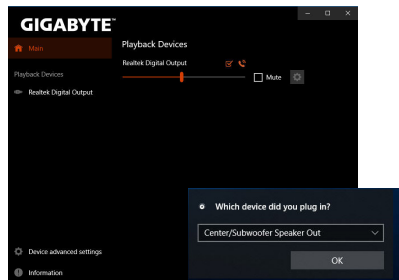 GIGABYTE™
Main
Playback Devices
Realtek Digital Output
Playback Devices
Realtek Digital Output
Mute
Which device did you plug in?
Center/Subwoofer Speaker Out
OK
Device advanced settings
Information